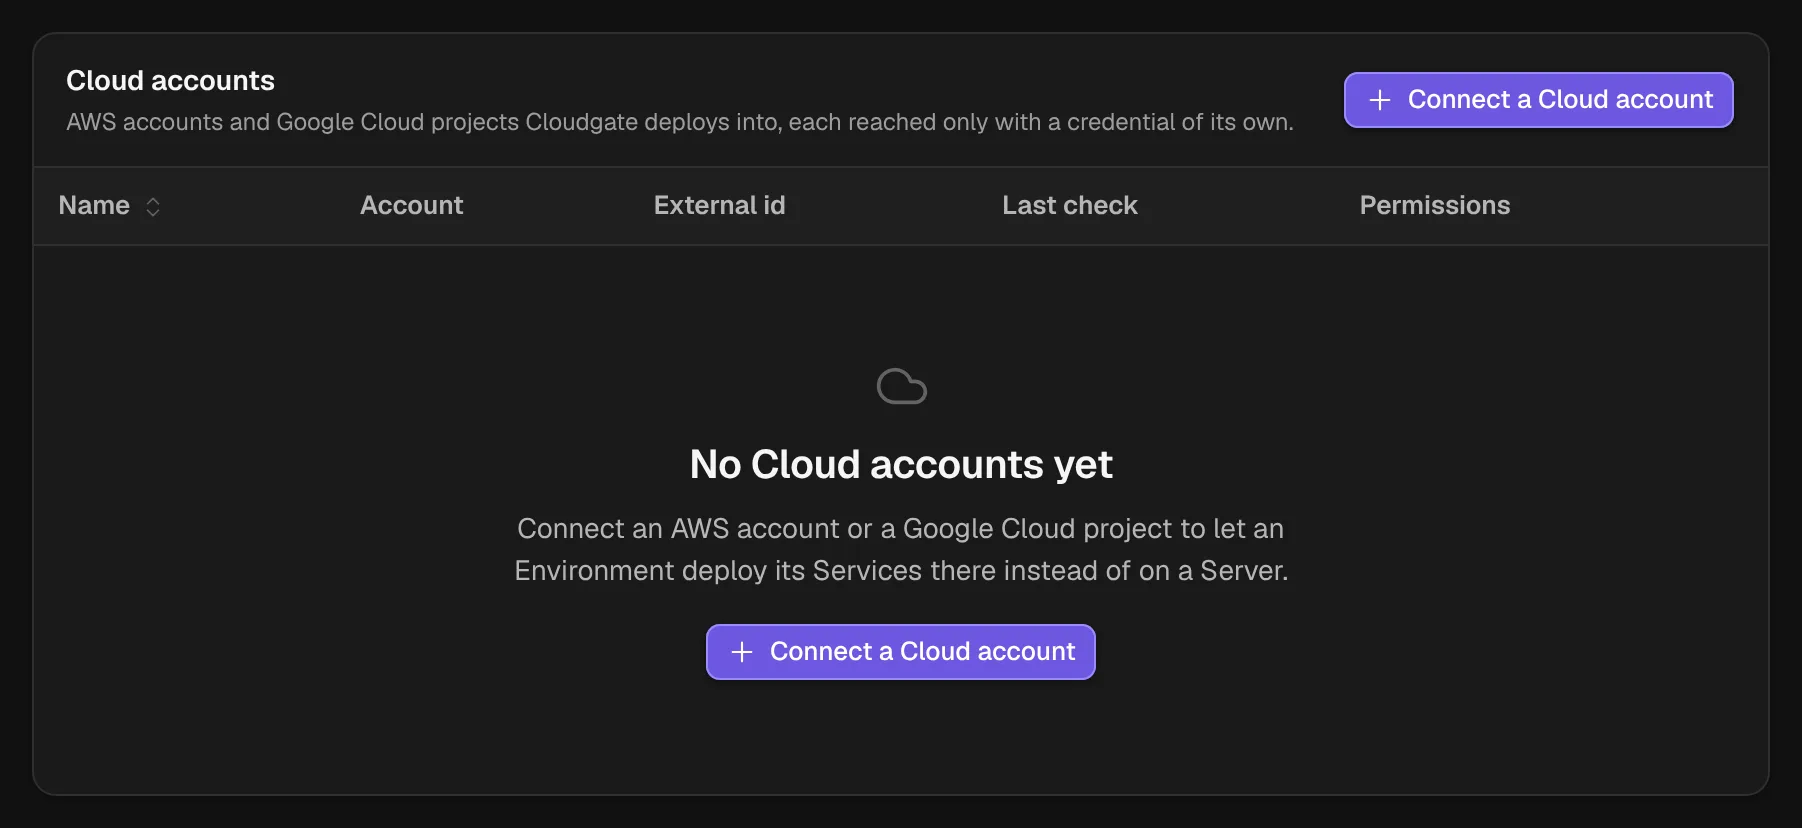 Cloud accounts
AWS accounts and Google Cloud projects Cloudgate deploys into, each reached only with a credential of its own.
Connect a Cloud account
Name
Account
External id
Last check
Permissions
No Cloud accounts yet
Connect an AWS account or a Google Cloud project to let an
Environment deploy its Services there instead of on a Server.
Connect a Cloud account